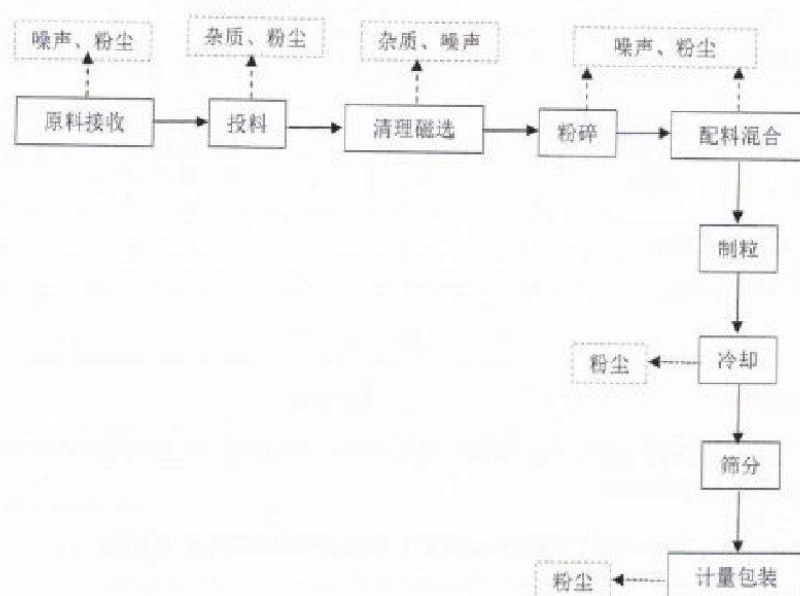 噪声、粉尘
杂质、粉尘
杂质、噪声
噪声、粉尘
原料接收
投料
清理磁选
粉碎
配料混合
制粒
粉尘
冷却
筛分
粉尘
计量包装